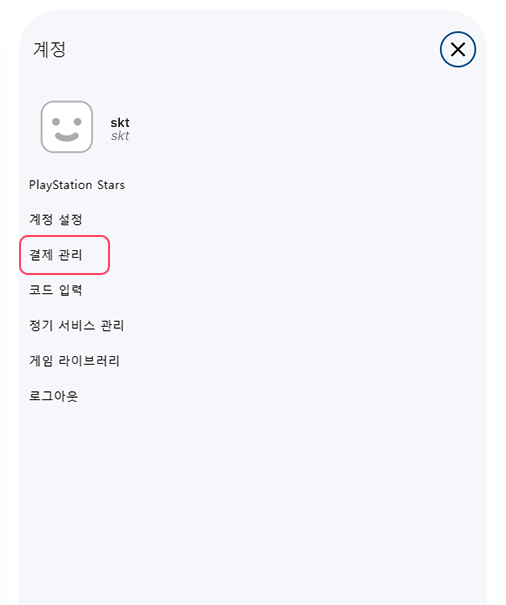 계정
skt
skt
PlayStation Stars
계정 설정
결제 관리
코드 입력
정기 서비스 관리
게임 라이브러리
로그아웃